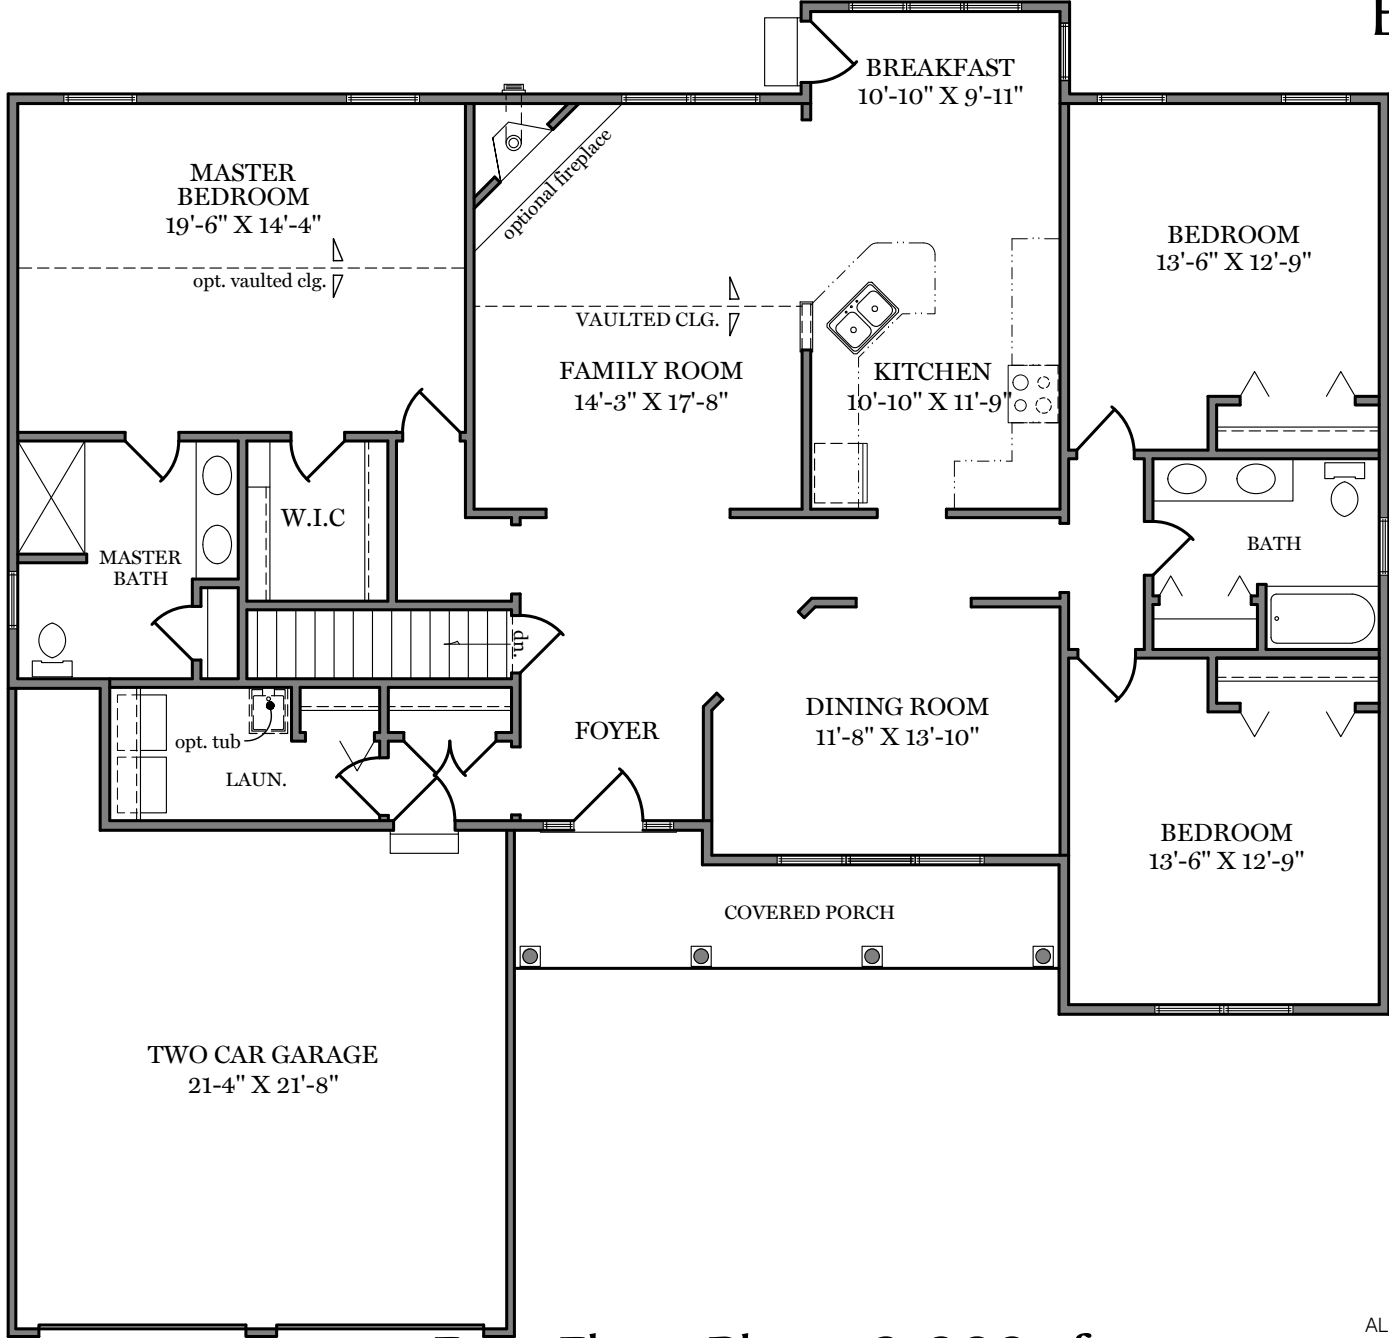 BREAKFAST
10'-10" X 9'-11"
MASTER
BEDROOM
19'-6" X 14'-4"
optional fireplace
opt. vaulted clg.
VAULTED CLG.
BEDROOM
13'-6" X 12'-9"
FAMILY ROOM
14'-3" X 17'-8"
KITCHEN
10'-10" X 11'-9"
W.I.C
MASTER
BATH
BATH
dn.
opt. tub
LAUN.
FOYER
DINING ROOM
11'-8" X 13'-10"
BEDROOM
13'-6" X 12'-9"
COVERED PORCH
TWO CAR GARAGE
21-4" X 21'-8"
AL